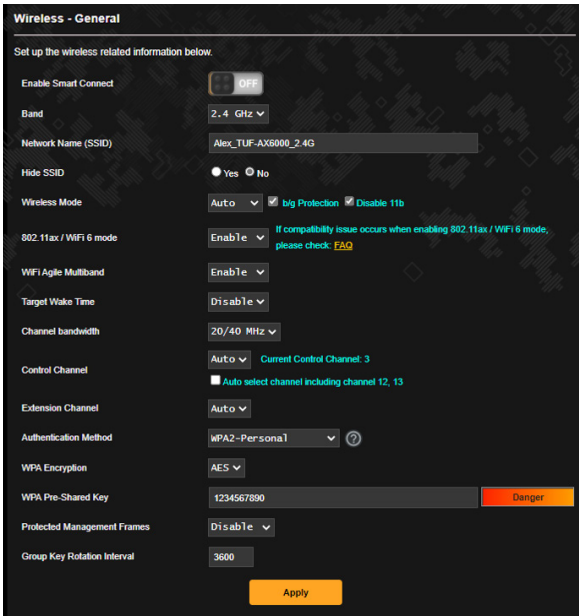 Wireless - General
Set up the wireless related information below.
Enable Smart Connect OFF
Band 2.4 GHz
Network Name (SSID) Alex_TUF-AX6000_2.4G
Hide SSID Yes No
Wireless Mode Auto b/g Protection Disable 11b
802.11ax / WiFi 6 mode Enable If compatibility issue occurs when enabling 802.11ax / WiFi 6 mode,
please check: FAQ
WiFi Agile Multiband Enable
Target Wake Time Disable
Channel bandwidth 20/40 MHz
Control Channel Auto Current Control Channel: 3
Auto select channel including channel 12, 13
Extension Channel Auto
Authentication Method WPA2-Personal ?
WPA Encryption AES
WPA Pre-Shared Key 1234567890 Danger
Protected Management Frames Disable
Group Key Rotation Interval 3600
Apply